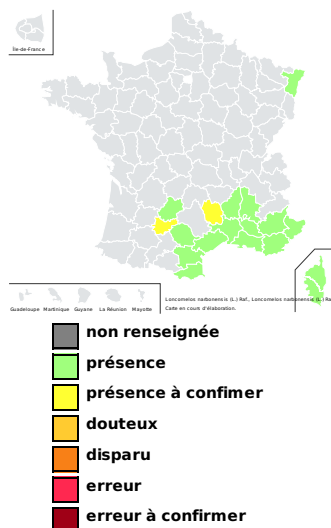 Île-de-France
Loncomelos narbonensis (L.) Raf., Loncomelos narbonensis (L.) Ra
Carte en cours d'élaboration.
Guadeloupe Martinique Guyane La Réunion Mayotte
non renseignée
présence
présence à confimer
douteux
disparu
erreur
erreur à confirmer